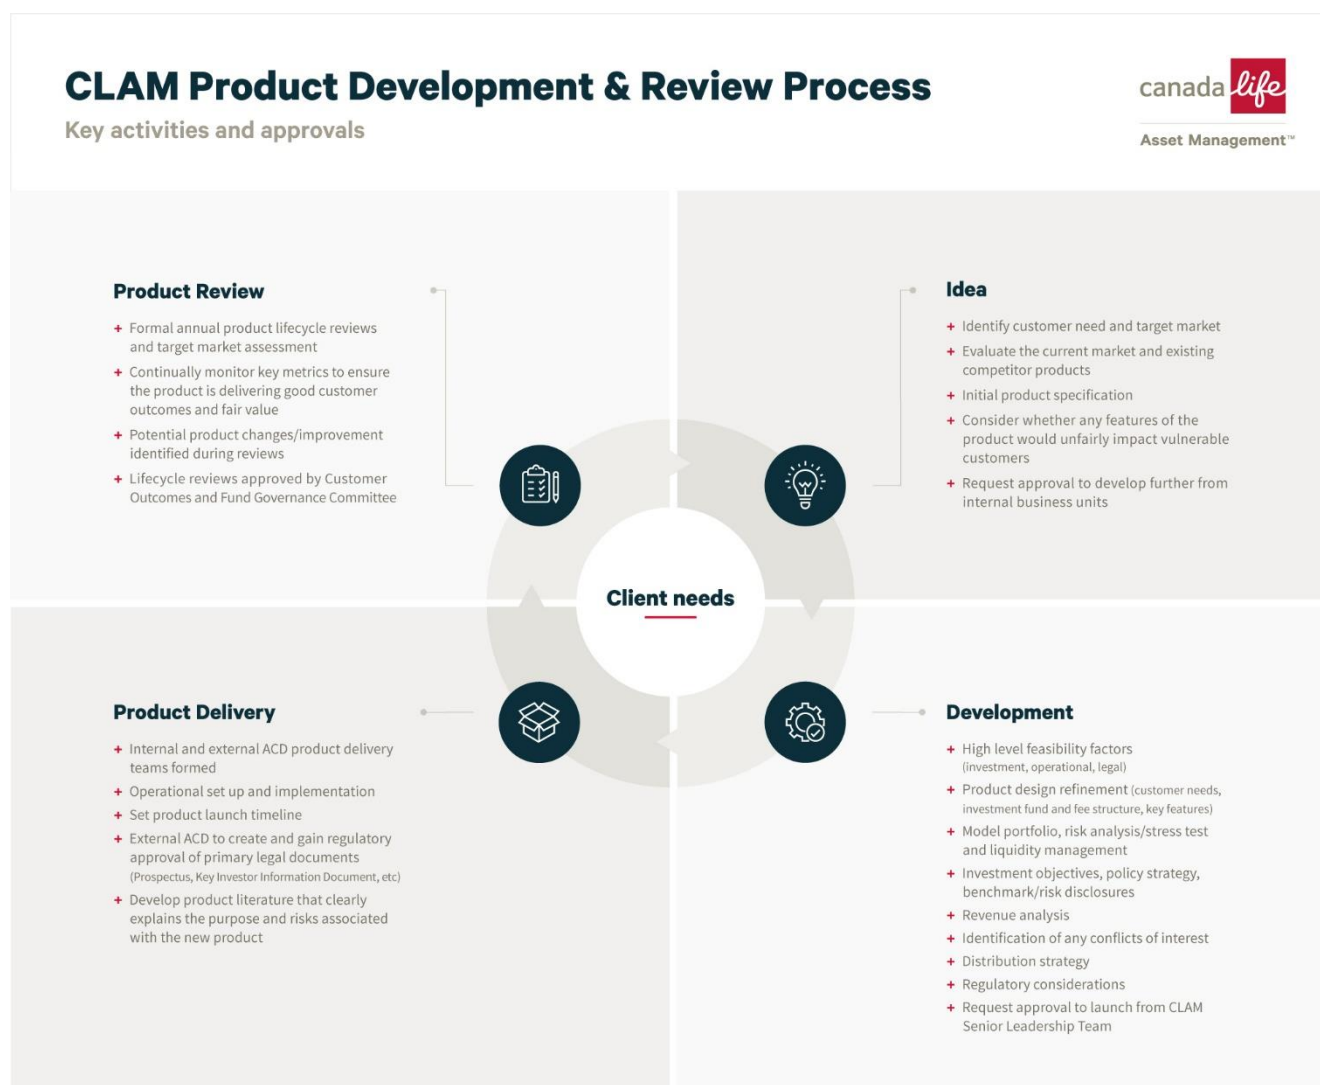 CLAM Product Development & Review Process
Key activities and approvals
canada life
Asset Management™
Product Review
+ Formal annual product lifecycle reviews
and target market assessment
+ Continually monitor key metrics to ensure
the product is delivering good customer
outcomes and fair value
+ Potential product changes/improvement
identified during reviews
+ Lifecycle reviews approved by Customer
Outcomes and Fund Governance Committee
Idea
+ Identify customer need and target market
+ Evaluate the current market and existing
competitor products
+ Initial product specification
+ Consider whether any features of the
product would unfairly impact vulnerable
customers
+ Request approval to develop further from
internal business units
Client needs
Product Delivery
+ Internal and external ACD product delivery
teams formed
+ Operational set up and implementation
+ Set product launch timeline
+ External ACD to create and gain regulatory
approval of primary legal documents
(Prospectus, Key Investor Information Document, etc)
+ Develop product literature that clearly
explains the purpose and risks associated
with the new product
Development
+ High level feasibility factors
(investment, operational, legal)
+ Product design refinement (customer needs,
investment fund and fee structure, key features)
+ Model portfolio, risk analysis/stress test
and liquidity management
+ Investment objectives, policy strategy,
benchmark/risk disclosures
+ Revenue analysis
+ Identification of any conflicts of interest
+ Distribution strategy
+ Regulatory considerations
+ Request approval to launch from CLAM
Senior Leadership Team